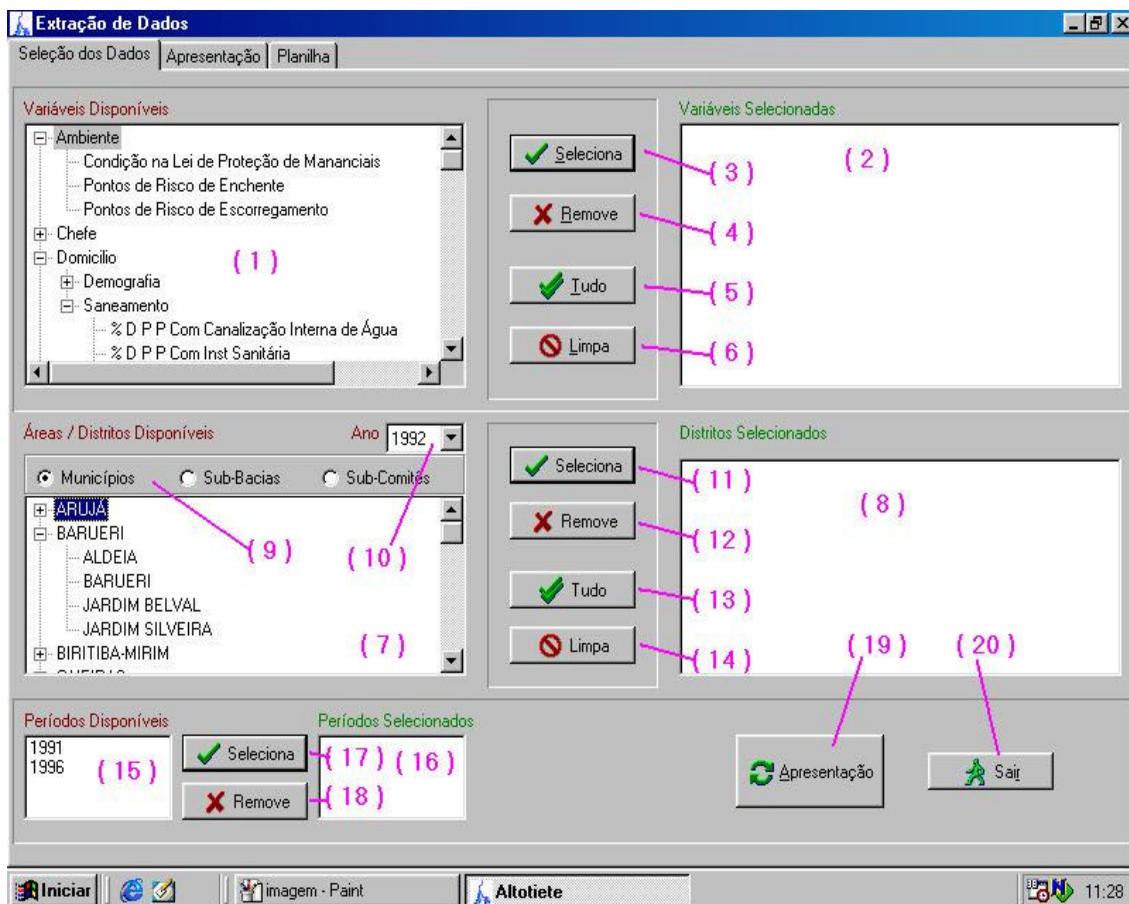 Extração de Dados
Seleção dos Dados Apresentação Planilha
Variáveis Disponíveis
Ambiente
Condição na Lei de Proteção de Mananciais
Pontos de Risco de Enchente
Pontos de Risco de Escorregamento
Chefe
Domicilio
( 1 )
Demografia
Saneamento
% D P P Com Canalização Interna de Água
% D P P Com Inst Sanitária
Seleciona
( 3 )
Remove
( 4 )
Tudo
( 5 )
Limpa
( 6 )
Variáveis Selecionadas
( 2 )
Áreas / Distritos Disponíveis Ano 1992
Municípios Sub-Bacias Sub-Comitês
ARUJÁ
BARUERI
ALDEIA
BARUERI
JARDIM BELVAL
JARDIM SILVEIRA
BIRITIBA-MIRIM
( 9 )
( 10 )
( 7 )
Seleciona
( 11 )
Remove
( 12 )
Tudo
( 13 )
Limpa
( 14 )
Distritos Selecionados
( 8 )
( 19 ) ( 20 )
Períodos Disponíveis
1991
1996
( 15 )
Seleciona
( 17 )
Remove
( 18 )
Períodos Selecionados
( 16 )
Apresentação
Sair
Iniciar
imagem - Paint
Altotiete
11:28